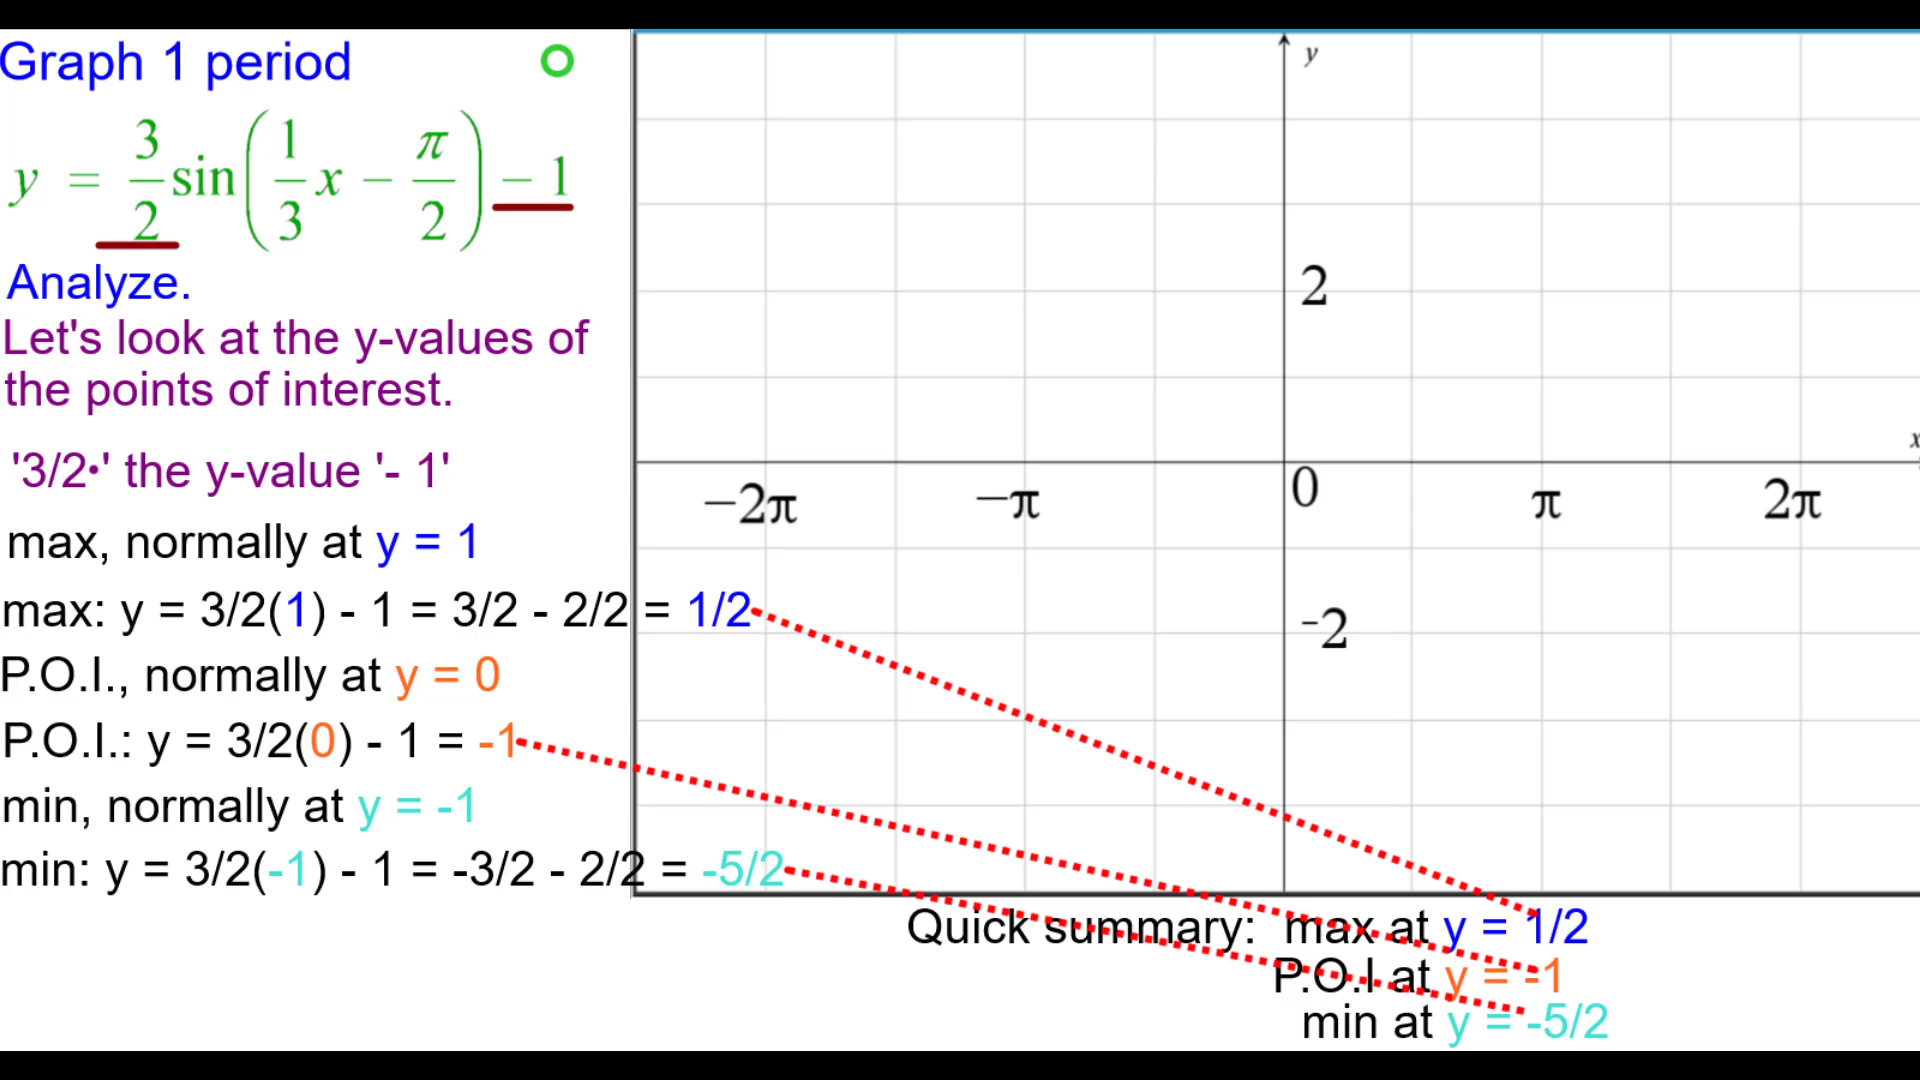 Graph 1 period
y = 3/2 sin(1/3 x − π/2) − 1
Analyze.
Let's look at the y-values of
the points of interest.
'3/2•' the y-value '- 1'
max, normally at y = 1
max: y = 3/2(1) - 1 = 3/2 - 2/2 = 1/2
P.O.I., normally at y = 0
P.O.I.: y = 3/2(0) - 1 = -1
min, normally at y = -1
min: y = 3/2(-1) - 1 = -3/2 - 2/2 = -5/2
y
2
x
−2π −π 0 π 2π
-2
Quick summary: max at y = 1/2
P.O.I at y = -1
min at y = -5/2